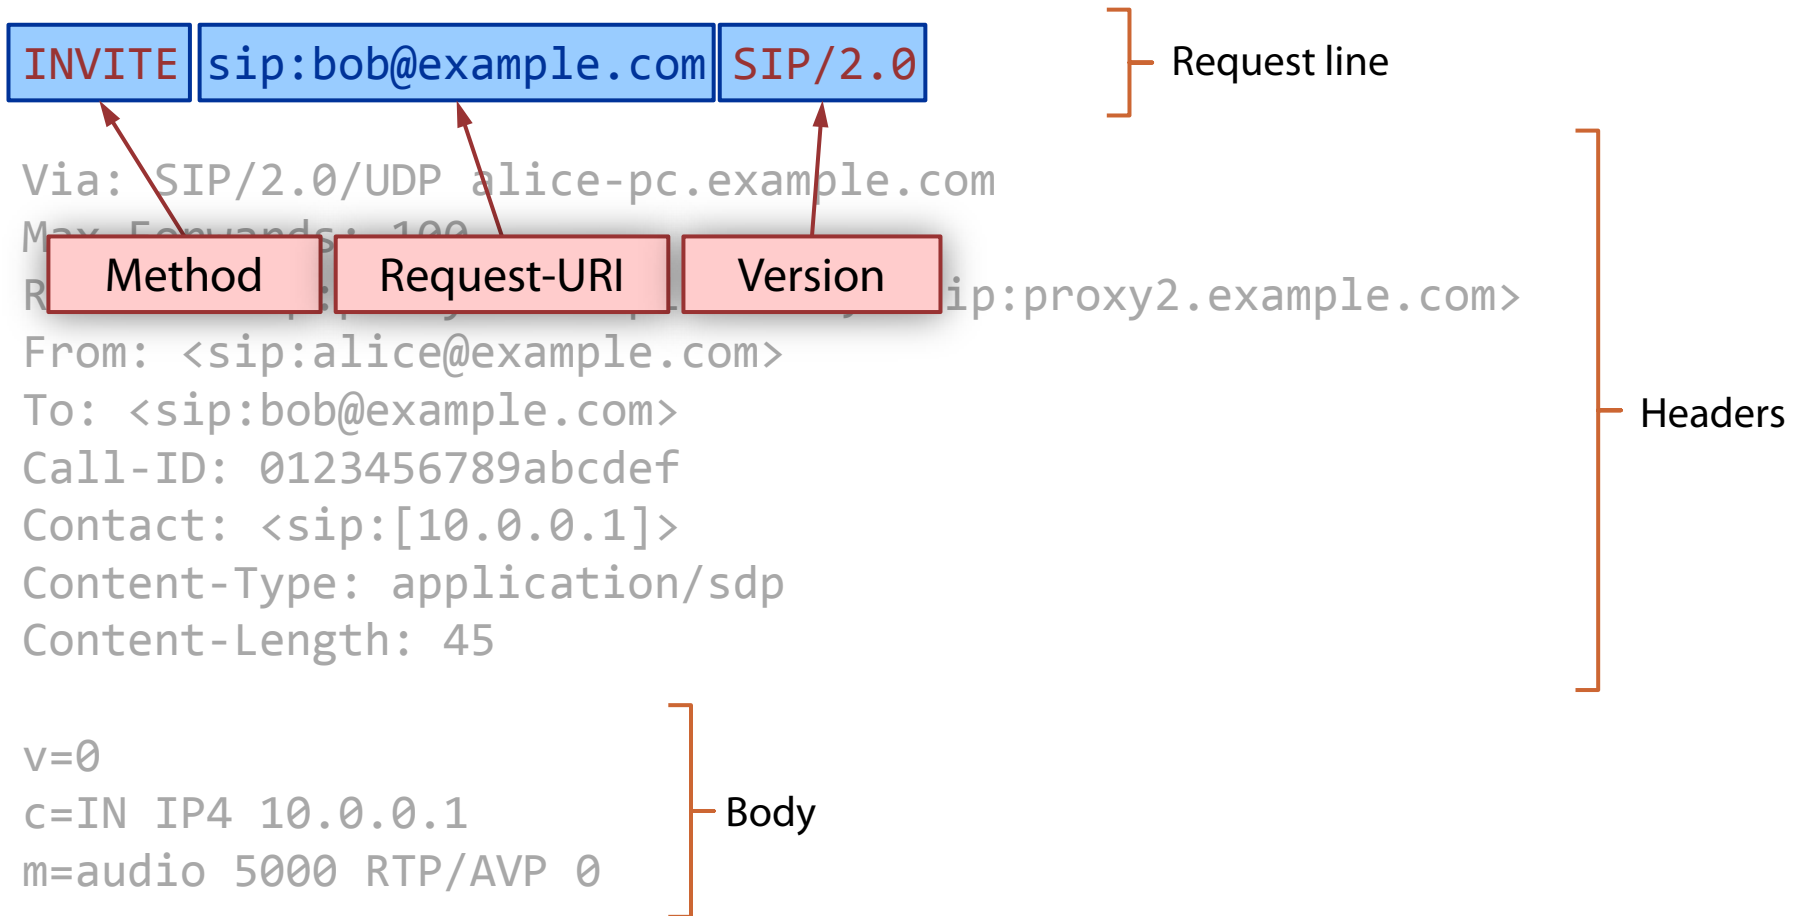 INVITE sip:bob@example.com SIP/2.0
Request line
Via: SIP/2.0/UDP alice-pc.example.com
Max-Forwards: 100
Method Request-URI Version
ip:proxy2.example.com>
From: <sip:alice@example.com>
To: <sip:bob@example.com>
Headers
Call-ID: 0123456789abcdef
Contact: <sip:[10.0.0.1]>
Content-Type: application/sdp
Content-Length: 45
v=0
c=IN IP4 10.0.0.1
Body
m=audio 5000 RTP/AVP 0